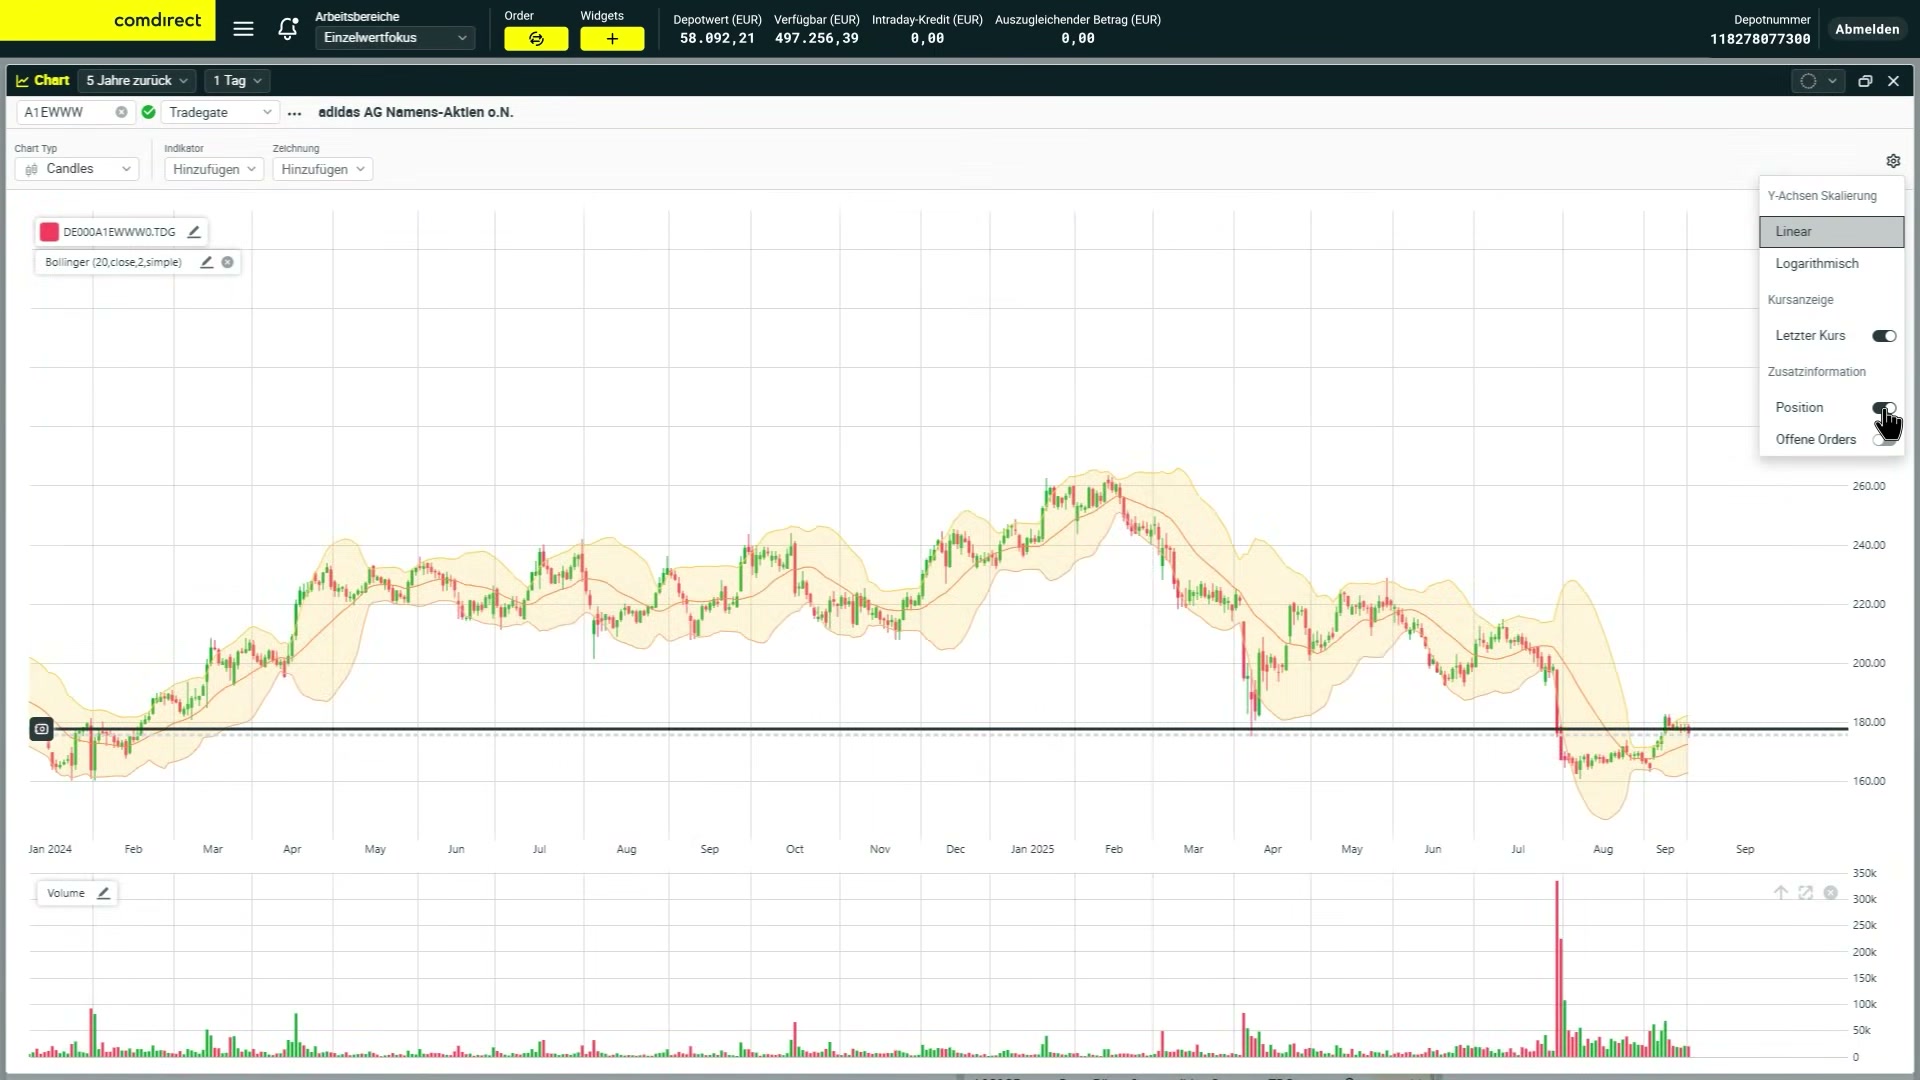 comdirect
Arbeitsbereiche
Einzelwertfokus
Order
Widgets
Depotwert (EUR) Verfügbar (EUR) Intraday-Kredit (EUR) Auszugleichender Betrag (EUR)
58.092,21 497.256,39 0,00 0,00
Depotnummer
118278077300
Abmelden
Chart 5 Jahre zurück 1 Tag
A1EWWW Tradegate ... adidas AG Namens-Aktien o.N.
Chart Typ Indikator Zeichnung
Candles Hinzufügen Hinzufügen
Y-Achsen Skalierung
Linear
Logarithmisch
Kursanzeige
Letzter Kurs
Zusatzinformation
Position
Offene Orders
DE000A1EWWW0.TDG
Bollinger (20,close,2,simple)
260.00
240.00
220.00
200.00
180.00
160.00
Jan 2024 Feb Mar Apr May Jun Jul Aug Sep Oct Nov Dec Jan 2025 Feb Mar Apr May Jun Jul Aug Sep Sep
Volume
350k
300k
250k
200k
150k
100k
50k
0